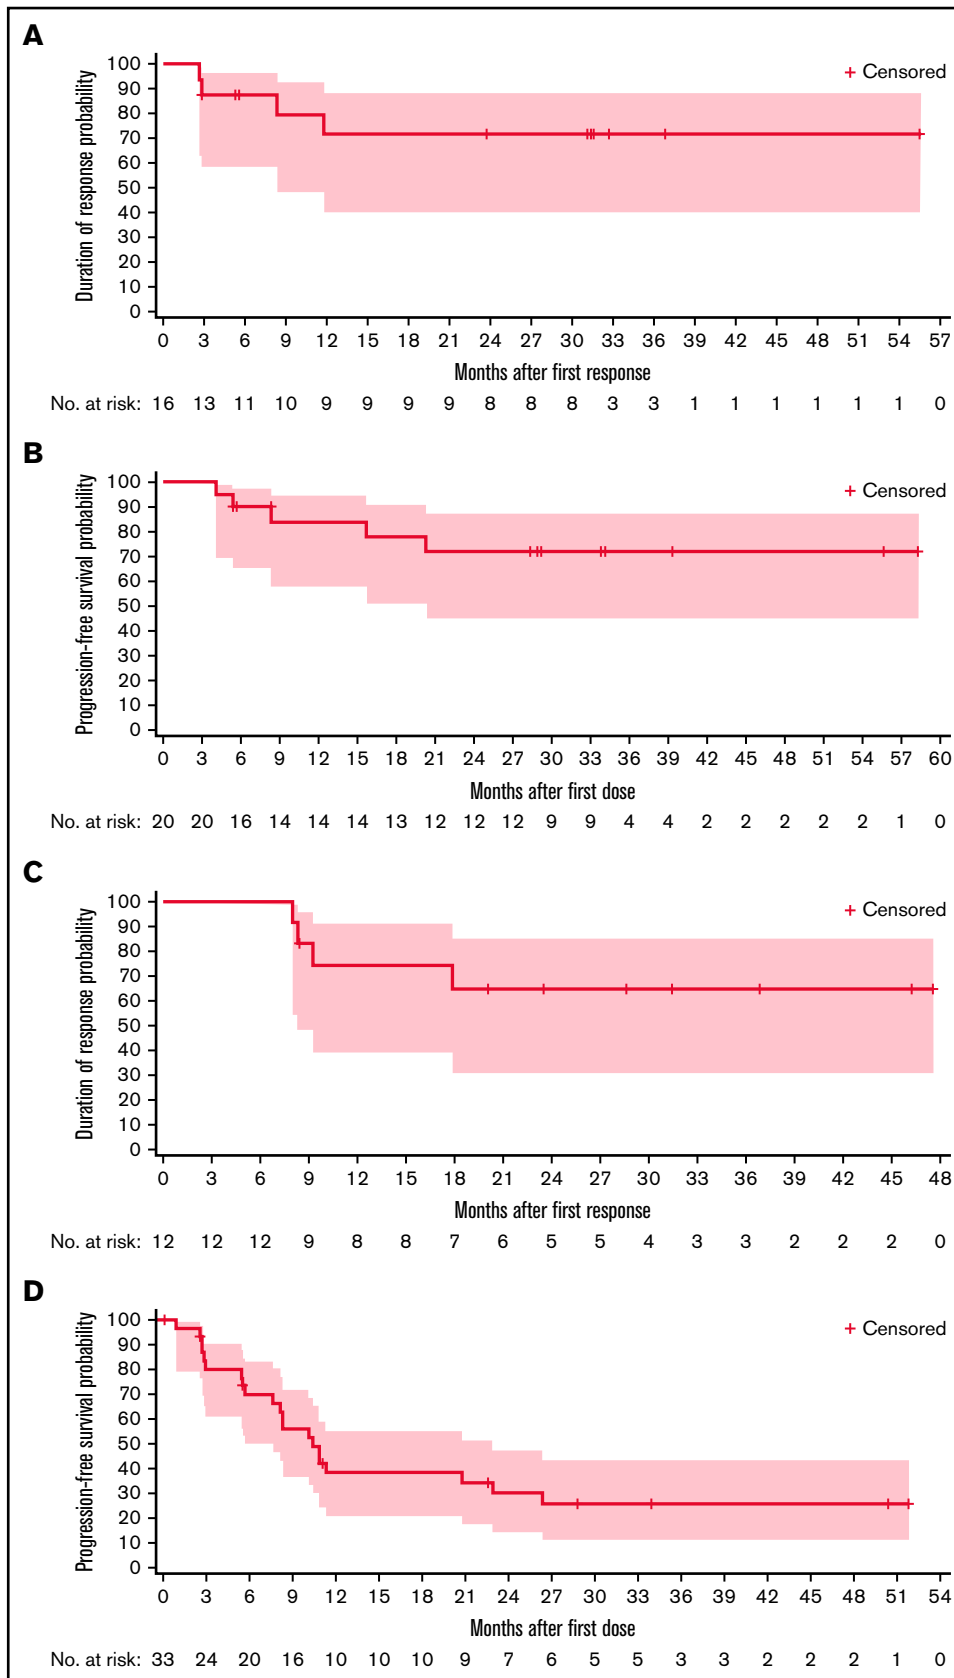 A
Duration of response probability
100
90
80
70
60
50
40
30
20
10
0
+ Censored
0 3 6 9 12 15 18 21 24 27 30 33 36 39 42 45 48 51 54 57
Months after first response
No. at risk: 16 13 11 10 9 9 9 9 8 8 8 3 3 1 1 1 1 1 1 0
B
Progression-free survival probability
100
90
80
70
60
50
40
30
20
10
0
+ Censored
0 3 6 9 12 15 18 21 24 27 30 33 36 39 42 45 48 51 54 57 60
Months after first dose
No. at risk: 20 20 16 14 14 14 13 12 12 12 9 9 4 4 2 2 2 2 2 1 0
C
Duration of response probability
100
90
80
70
60
50
40
30
20
10
0
+ Censored
0 3 6 9 12 15 18 21 24 27 30 33 36 39 42 45 48
Months after first response
No. at risk: 12 12 12 9 8 8 7 6 5 5 4 3 3 2 2 2 0
D
Progression-free survival probability
100
90
80
70
60
50
40
30
20
10
0
+ Censored
0 3 6 9 12 15 18 21 24 27 30 33 36 39 42 45 48 51 54
Months after first dose
No. at risk: 33 24 20 16 10 10 10 9 7 6 5 5 3 3 2 2 2 1 0